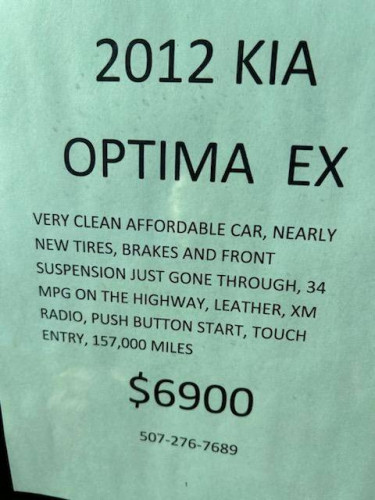 2012 KIA
OPTIMA EX
VERY CLEAN AFFORDABLE CAR, NEARLY
NEW TIRES, BRAKES AND FRONT
SUSPENSION JUST GONE THROUGH, 34
MPG ON THE HIGHWAY, LEATHER, XM
RADIO, PUSH BUTTON START, TOUCH
ENTRY, 157,000 MILES
$6900
507-276-7689